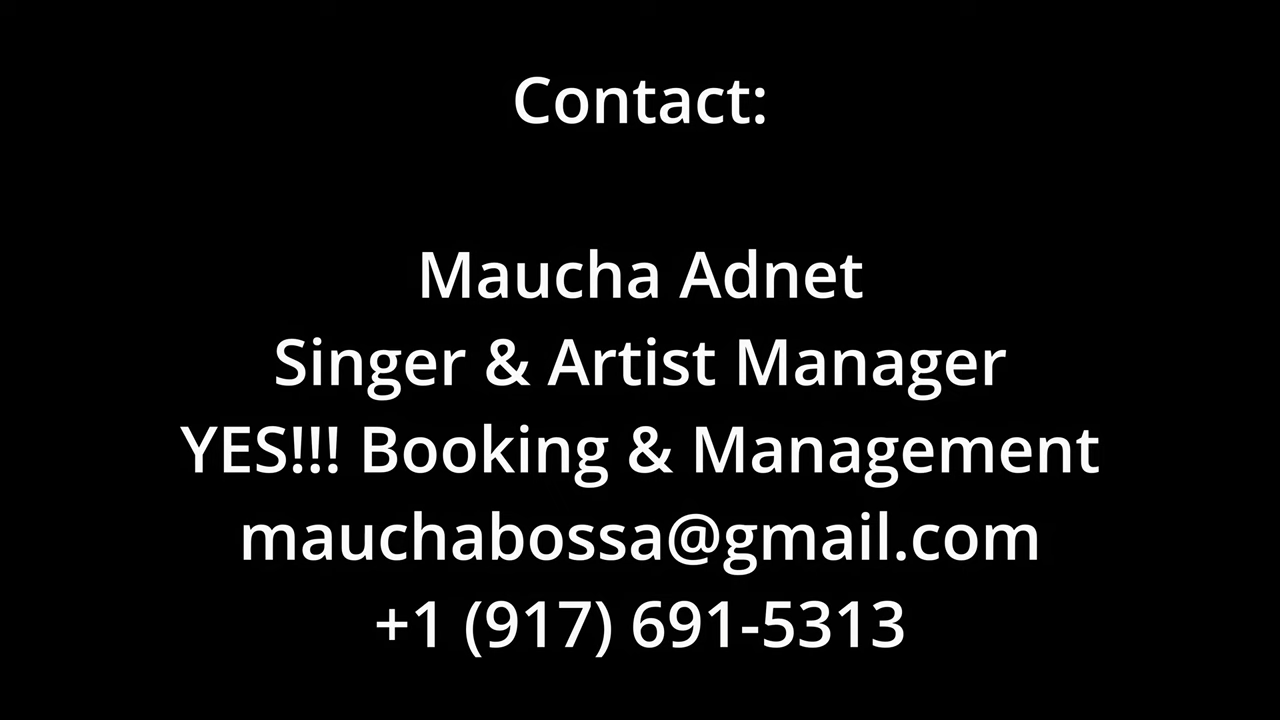 Contact:
Maucha Adnet
Singer & Artist Manager
YES!!! Booking & Management
mauchabossa@gmail.com
+1 (917) 691-5313